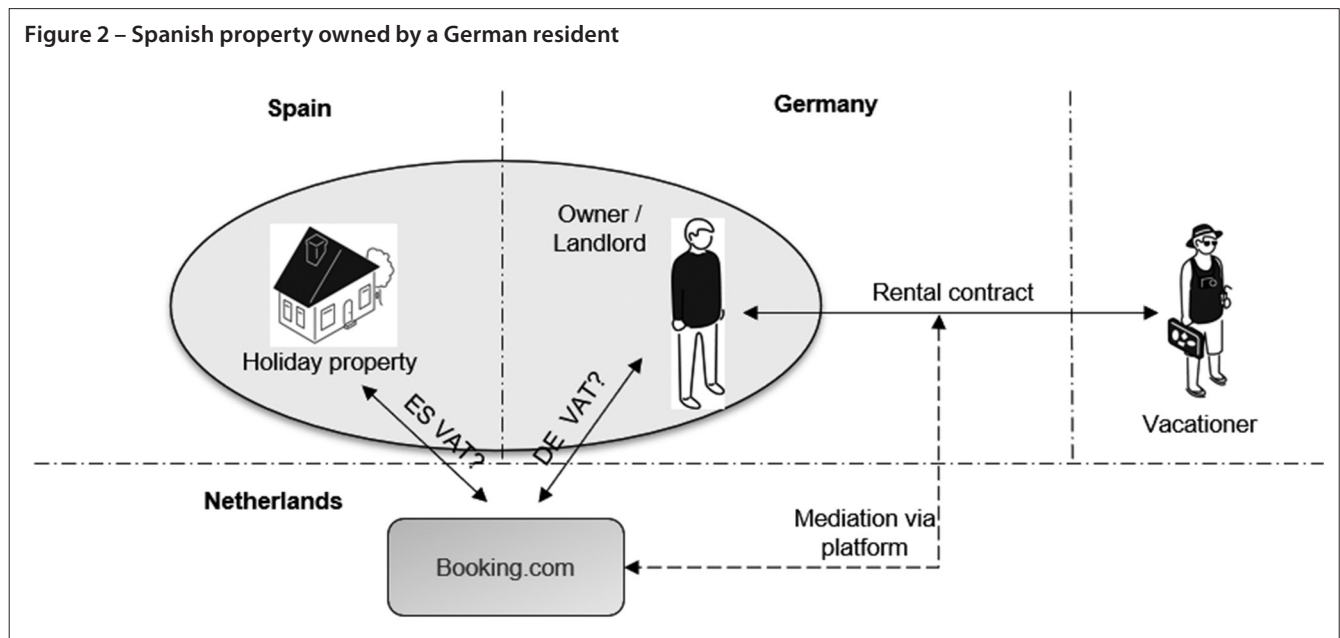 Figure 2 – Spanish property owned by a German resident
Spain
Germany
Owner /
Landlord
Rental contract
Holiday property
ES VAT?
DE VAT?
Vacationer
Netherlands
Mediation via
platform
Booking.com